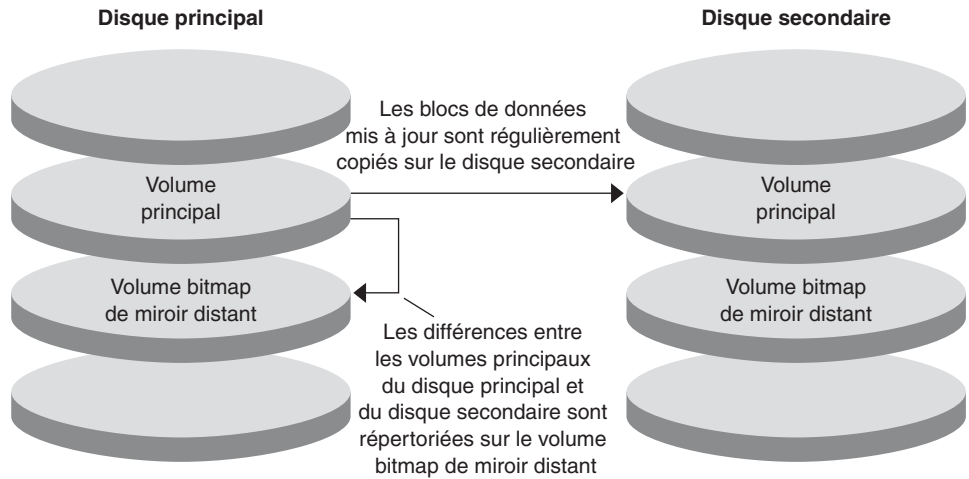 Disque principal
Disque secondaire
Les blocs de données
mis à jour sont régulièrement
copiés sur le disque secondaire
Volume
principal
Volume
principal
Volume bitmap
de miroir distant
Volume bitmap
de miroir distant
Les différences entre
les volumes principaux
du disque principal et
du disque secondaire sont
répertoriées sur le volume
bitmap de miroir distant